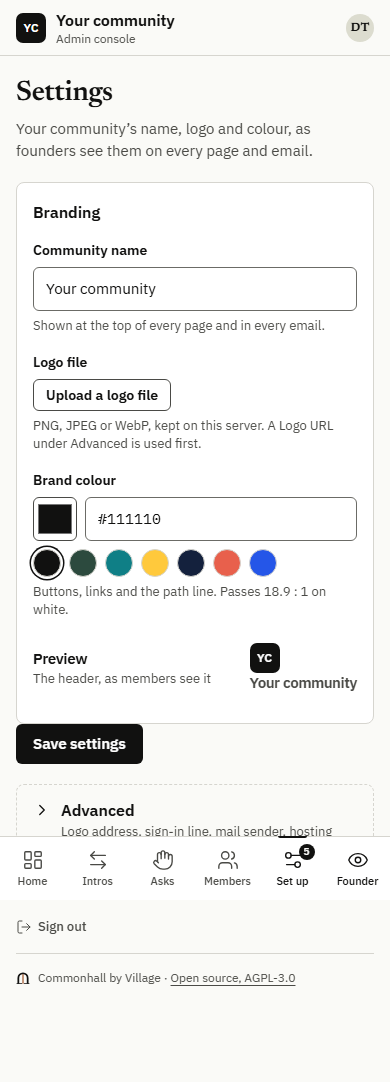 YC
Your community
Admin console
DT
Settings
Your community’s name, logo and colour, as
founders see them on every page and email.
Branding
Community name
Your community
Shown at the top of every page and in every email.
Logo file
Upload a logo file
PNG, JPEG or WebP, kept on this server. A Logo URL
under Advanced is used first.
Brand colour
#111110
Buttons, links and the path line. Passes 18.9 : 1 on
white.
Preview
The header, as members see it
YC
Your community
Save settings
Advanced
Logo address, sign-in line, mail sender, hosting
5
Home
Intros
Asks
Members
Set up
Founder
Sign out
Commonhall by Village · Open source, AGPL-3.0